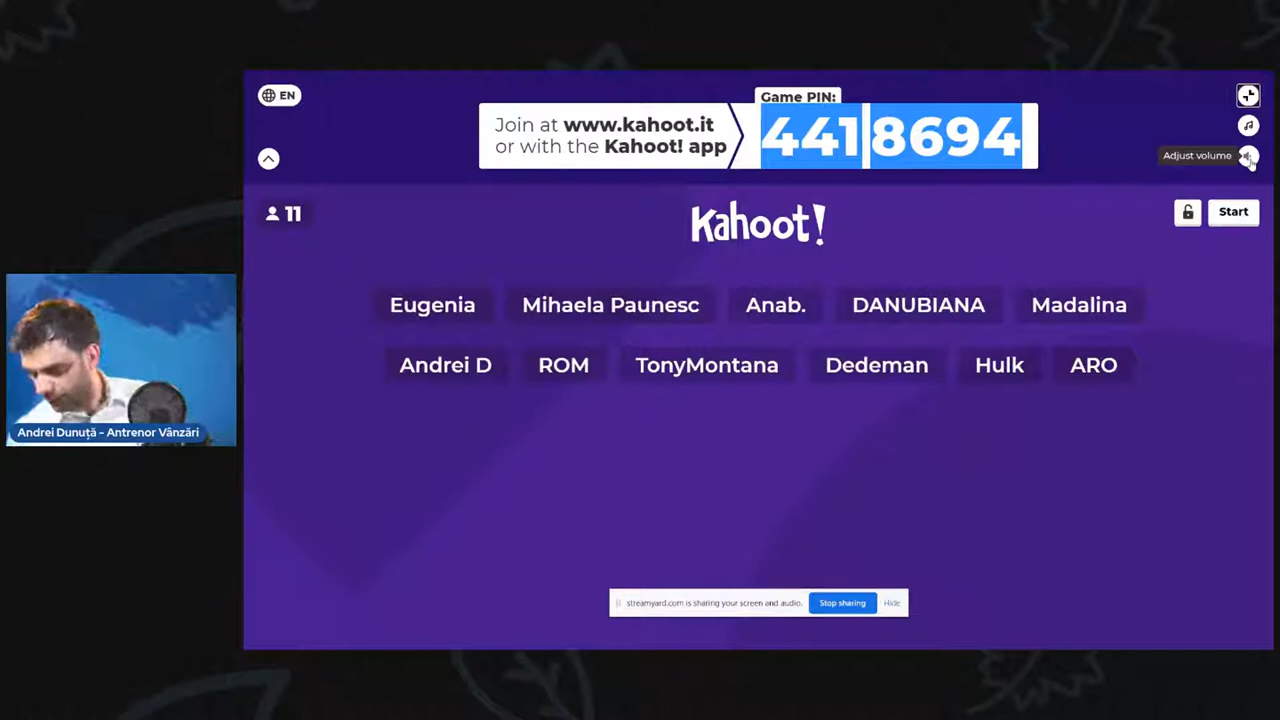 EN
Game PIN:
Join at www.kahoot.it
or with the Kahoot! app
441 8694
Adjust volume
11
Kahoot!
Start
Eugenia Mihaela Paunesc Anab. DANUBIANA Madalina
Andrei D ROM TonyMontana Dedeman Hulk ARO
Andrei Dunuță - Antrenor Vânzări
streamyard.com is sharing your screen and audio. Stop sharing Hide